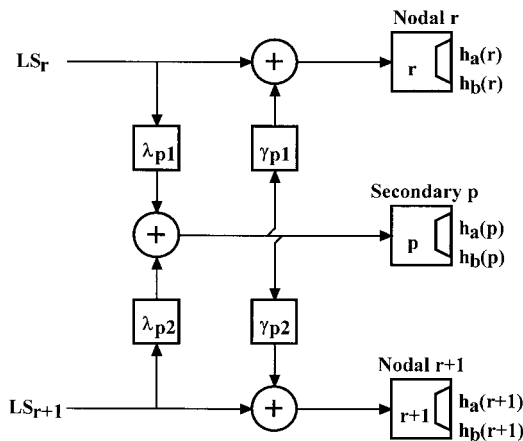 Nodal r
LSr
+
r
ha(r)
hb(r)
λp1
γp1
Secondary p
+
p
ha(p)
hb(p)
λp2
γp2
Nodal r+1
LSr+1
+
r+1
ha(r+1)
hb(r+1)